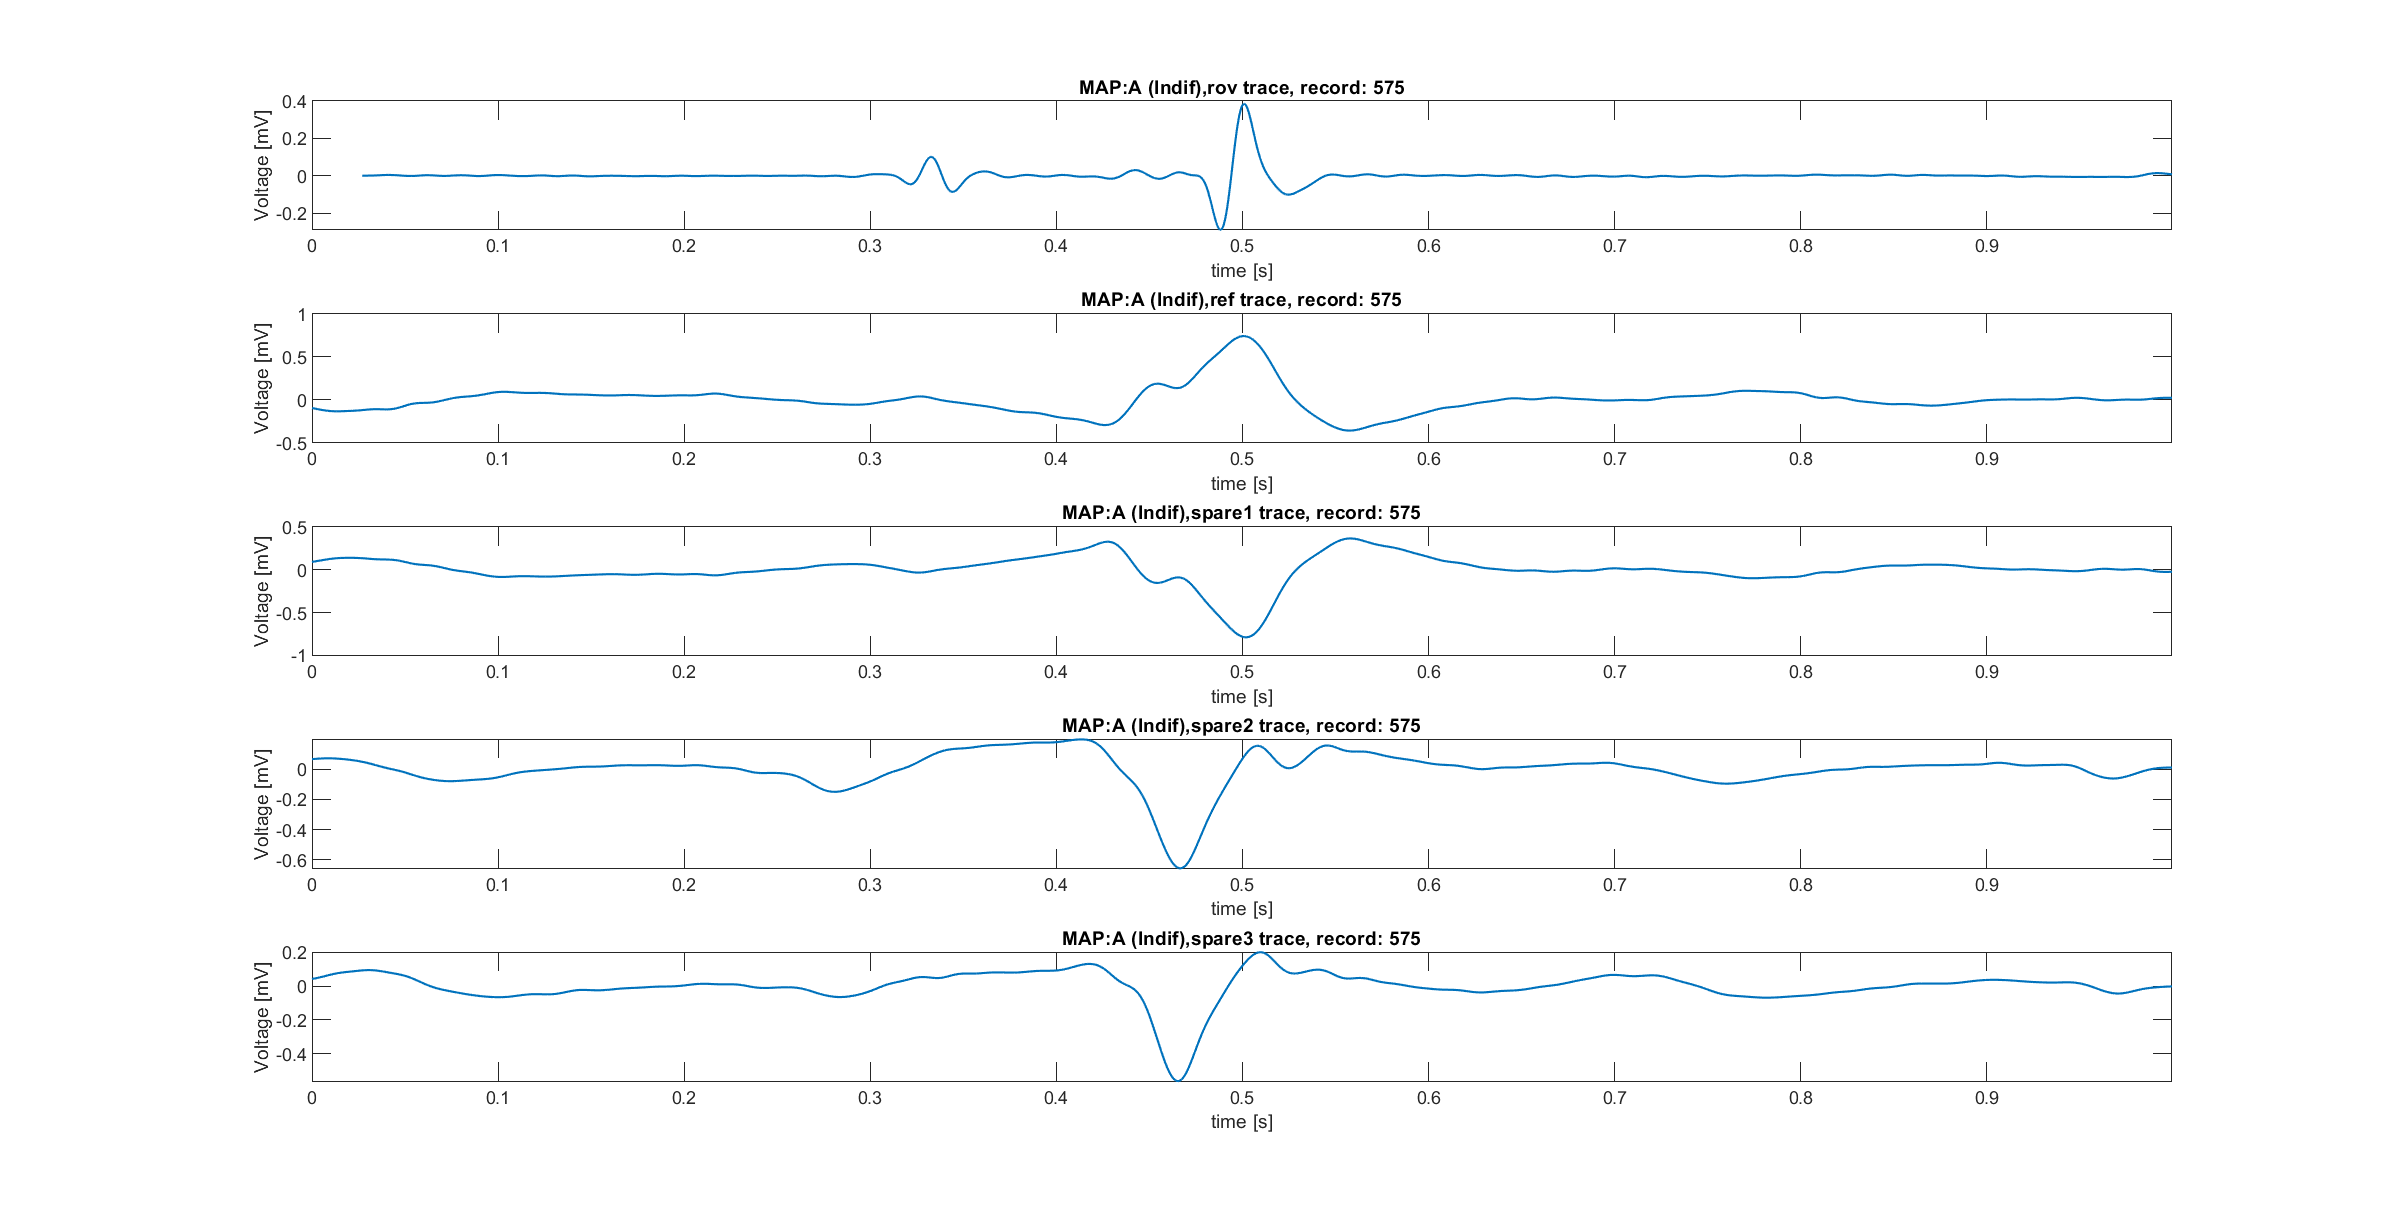 MAP:A (Indif),rov trace, record: 575
Voltage [mV]
0.4
0.2
0
-0.2
0 0.1 0.2 0.3 0.4 0.5 0.6 0.7 0.8 0.9
time [s]
MAP:A (Indif),ref trace, record: 575
Voltage [mV]
1
0.5
0
-0.5
0 0.1 0.2 0.3 0.4 0.5 0.6 0.7 0.8 0.9
time [s]
MAP:A (Indif),spare1 trace, record: 575
Voltage [mV]
0.5
0
-0.5
-1
0 0.1 0.2 0.3 0.4 0.5 0.6 0.7 0.8 0.9
time [s]
MAP:A (Indif),spare2 trace, record: 575
Voltage [mV]
0
-0.2
-0.4
-0.6
0 0.1 0.2 0.3 0.4 0.5 0.6 0.7 0.8 0.9
time [s]
MAP:A (Indif),spare3 trace, record: 575
Voltage [mV]
0.2
0
-0.2
-0.4
0 0.1 0.2 0.3 0.4 0.5 0.6 0.7 0.8 0.9
time [s]